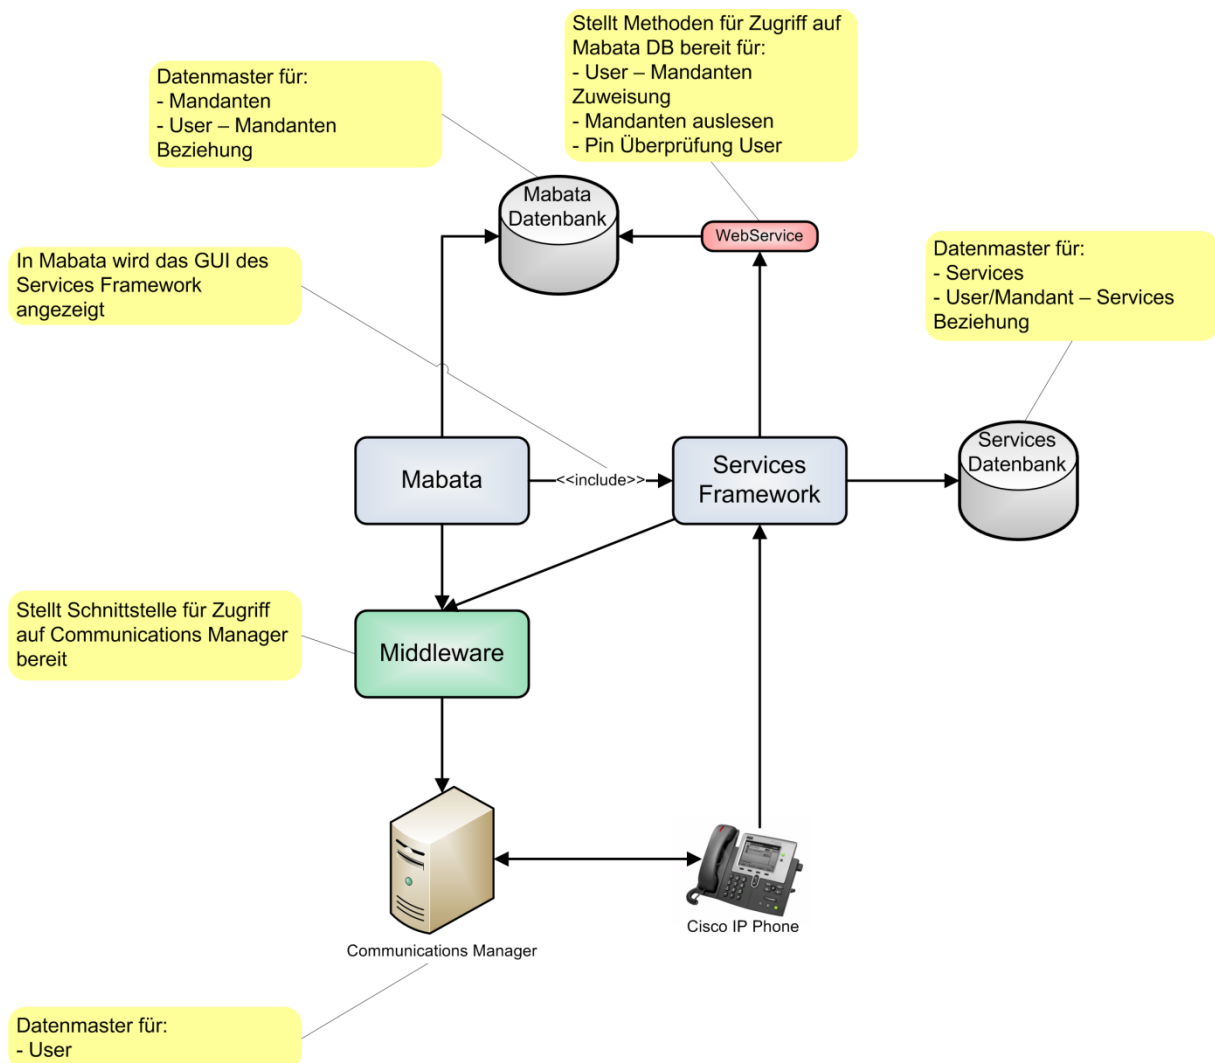 Stellt Methoden für Zugriff auf
Mabata DB bereit für:
- User – Mandanten
Zuweisung
- Mandanten auslesen
- Pin Überprüfung User
Datenmaster für:
- Mandanten
- User – Mandanten
Beziehung
Mabata
Datenbank
WebService
Datenmaster für:
- Services
- User/Mandant – Services
Beziehung
In Mabata wird das GUI des
Services Framework
angezeigt
Mabata
<<include>>
Services
Framework
Services
Datenbank
Stellt Schnittstelle für Zugriff
auf Communications Manager
bereit
Middleware
Cisco IP Phone
Communications Manager
Datenmaster für:
- User